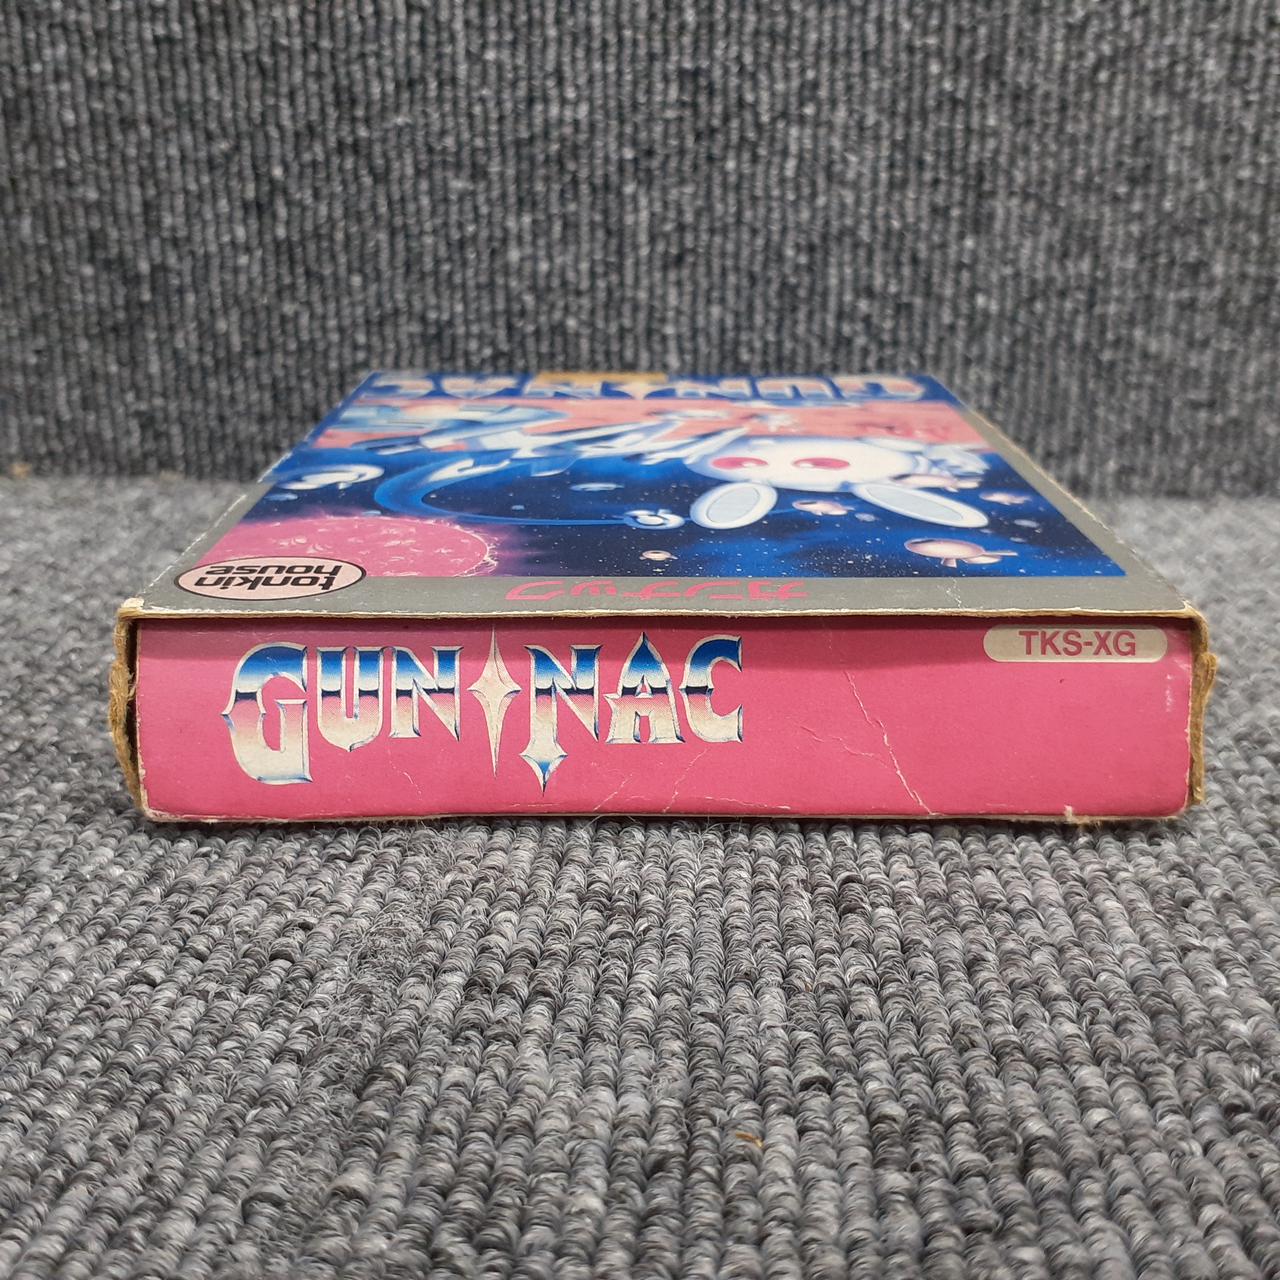 GUN NAC
ガンナック
tonkin
house
GUN NAC
TKS-XG